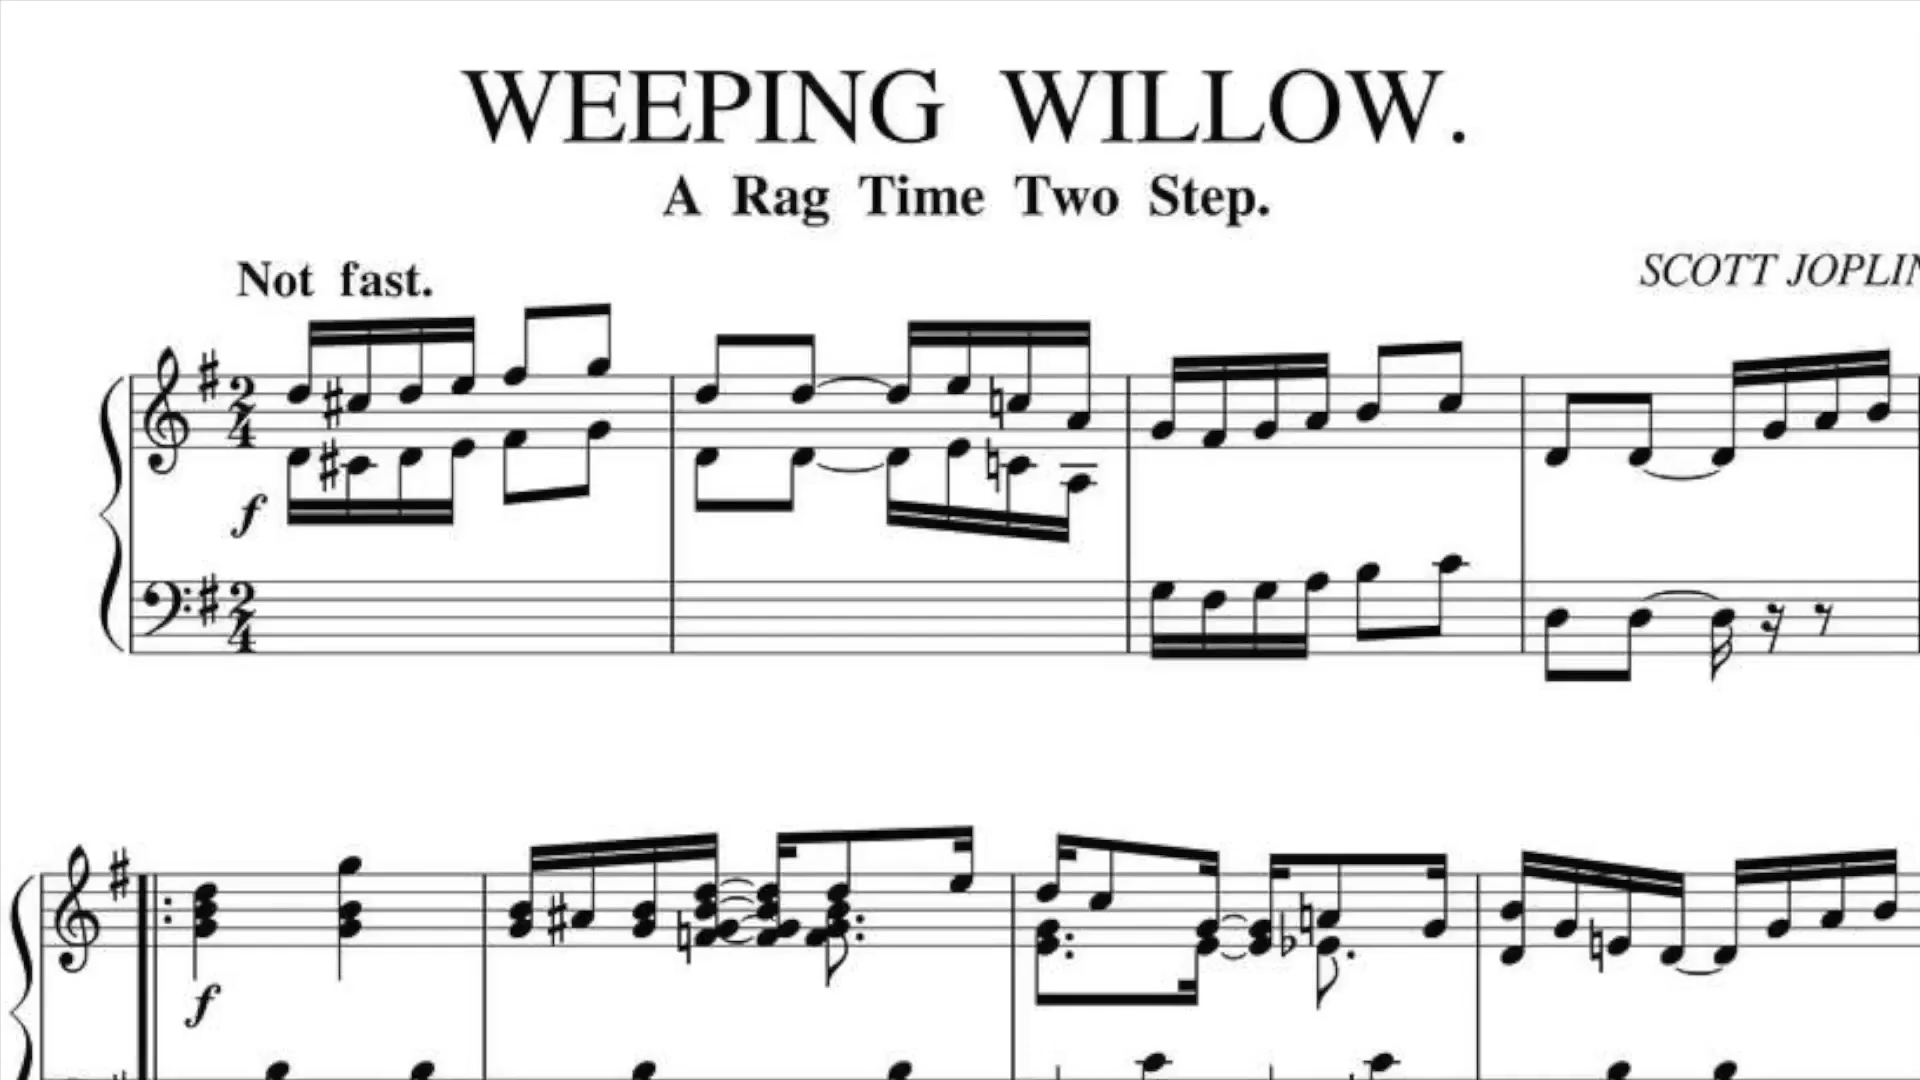 WEEPING WILLOW.
A Rag Time Two Step.
Not fast.
SCOTT JOPLIN
f
f